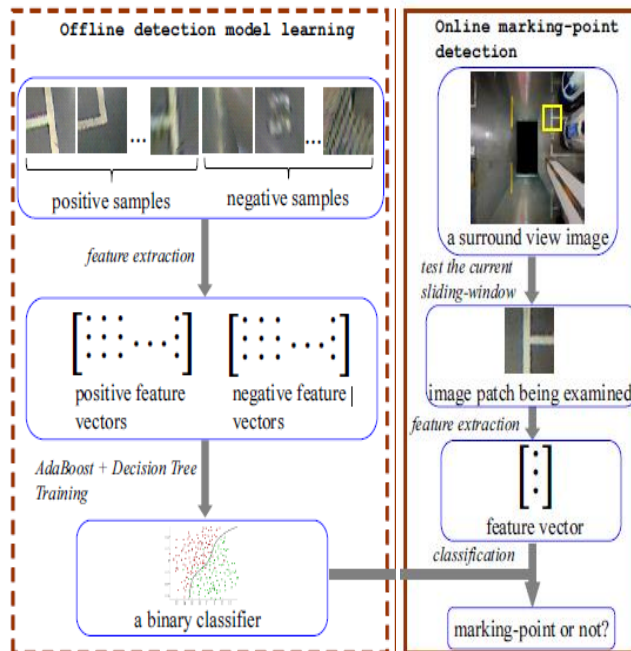 Offline detection model learning
...
...
positive samples
negative samples
feature extraction
positive feature
vectors
negative feature|
vectors
AdaBoost + Decision Tree
Training
a binary classifier
Online marking-point
detection
a surround view image
test the current
sliding-window
image patch being examined
feature extraction
feature vector
classification
marking-point or not?